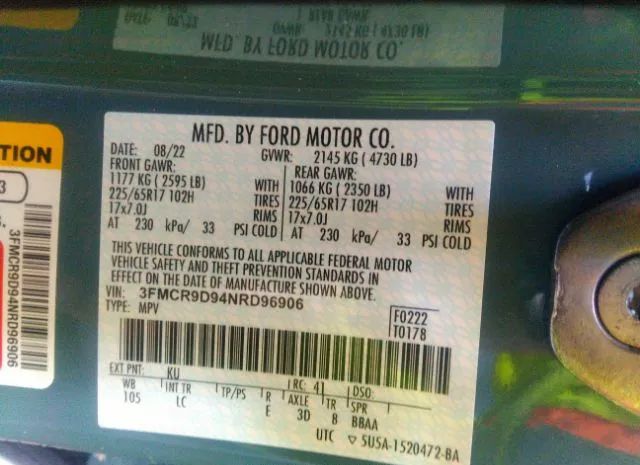 MFD. BY FORD MOTOR CO.
TION
3
3FMCR9D94NRD96906
MFD. BY FORD MOTOR CO.
DATE: 08/22 GVWR: 2145 KG ( 4730 LB)
FRONT GAWR: REAR GAWR:
1177 KG ( 2595 LB) WITH 1066 KG ( 2350 LB) WITH
225/65R17 102H TIRES 225/65R17 102H TIRES
17x7.0J RIMS 17x7.0J RIMS
AT 230 kPa/ 33 PSI COLD AT 230 kPa/ 33 PSI COLD
THIS VEHICLE CONFORMS TO ALL APPLICABLE FEDERAL MOTOR
VEHICLE SAFETY AND THEFT PREVENTION STANDARDS IN
EFFECT ON THE DATE OF MANUFACTURE SHOWN ABOVE.
VIN: 3FMCR9D94NRD96906
TYPE: MPV
F0222
T0178
EXT PNT: KU RC: 41 DSO:
WB INT TR TP/PS R AXLE TR SPR
105 LC E 3D 8 BBAA
UTC ▽ 5U5A-1520472-BA